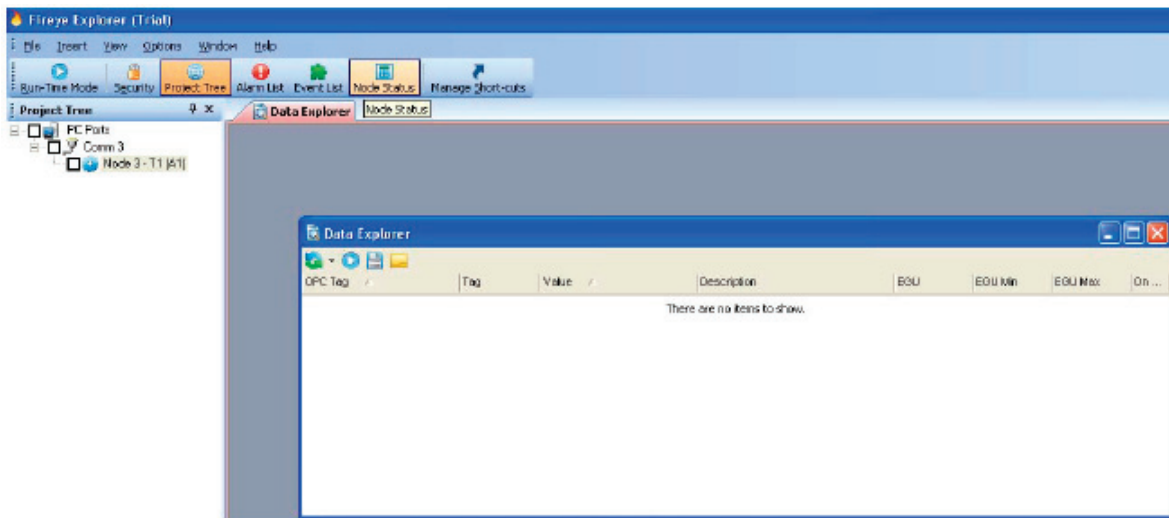 Fireye Explorer (Trial)
File Insert View Options Window Help
Run-Time Mode Security Project Tree Alarm List Event List Node Status Manage Short-cuts
Project Tree
Data Explorer Node Status
PC Ports
Comm 3
Node 3 - T1 |A1|
Data Explorer
OPC Tag Tag Value Description EGU EGU Min EGU Max On ...
There are no items to show.